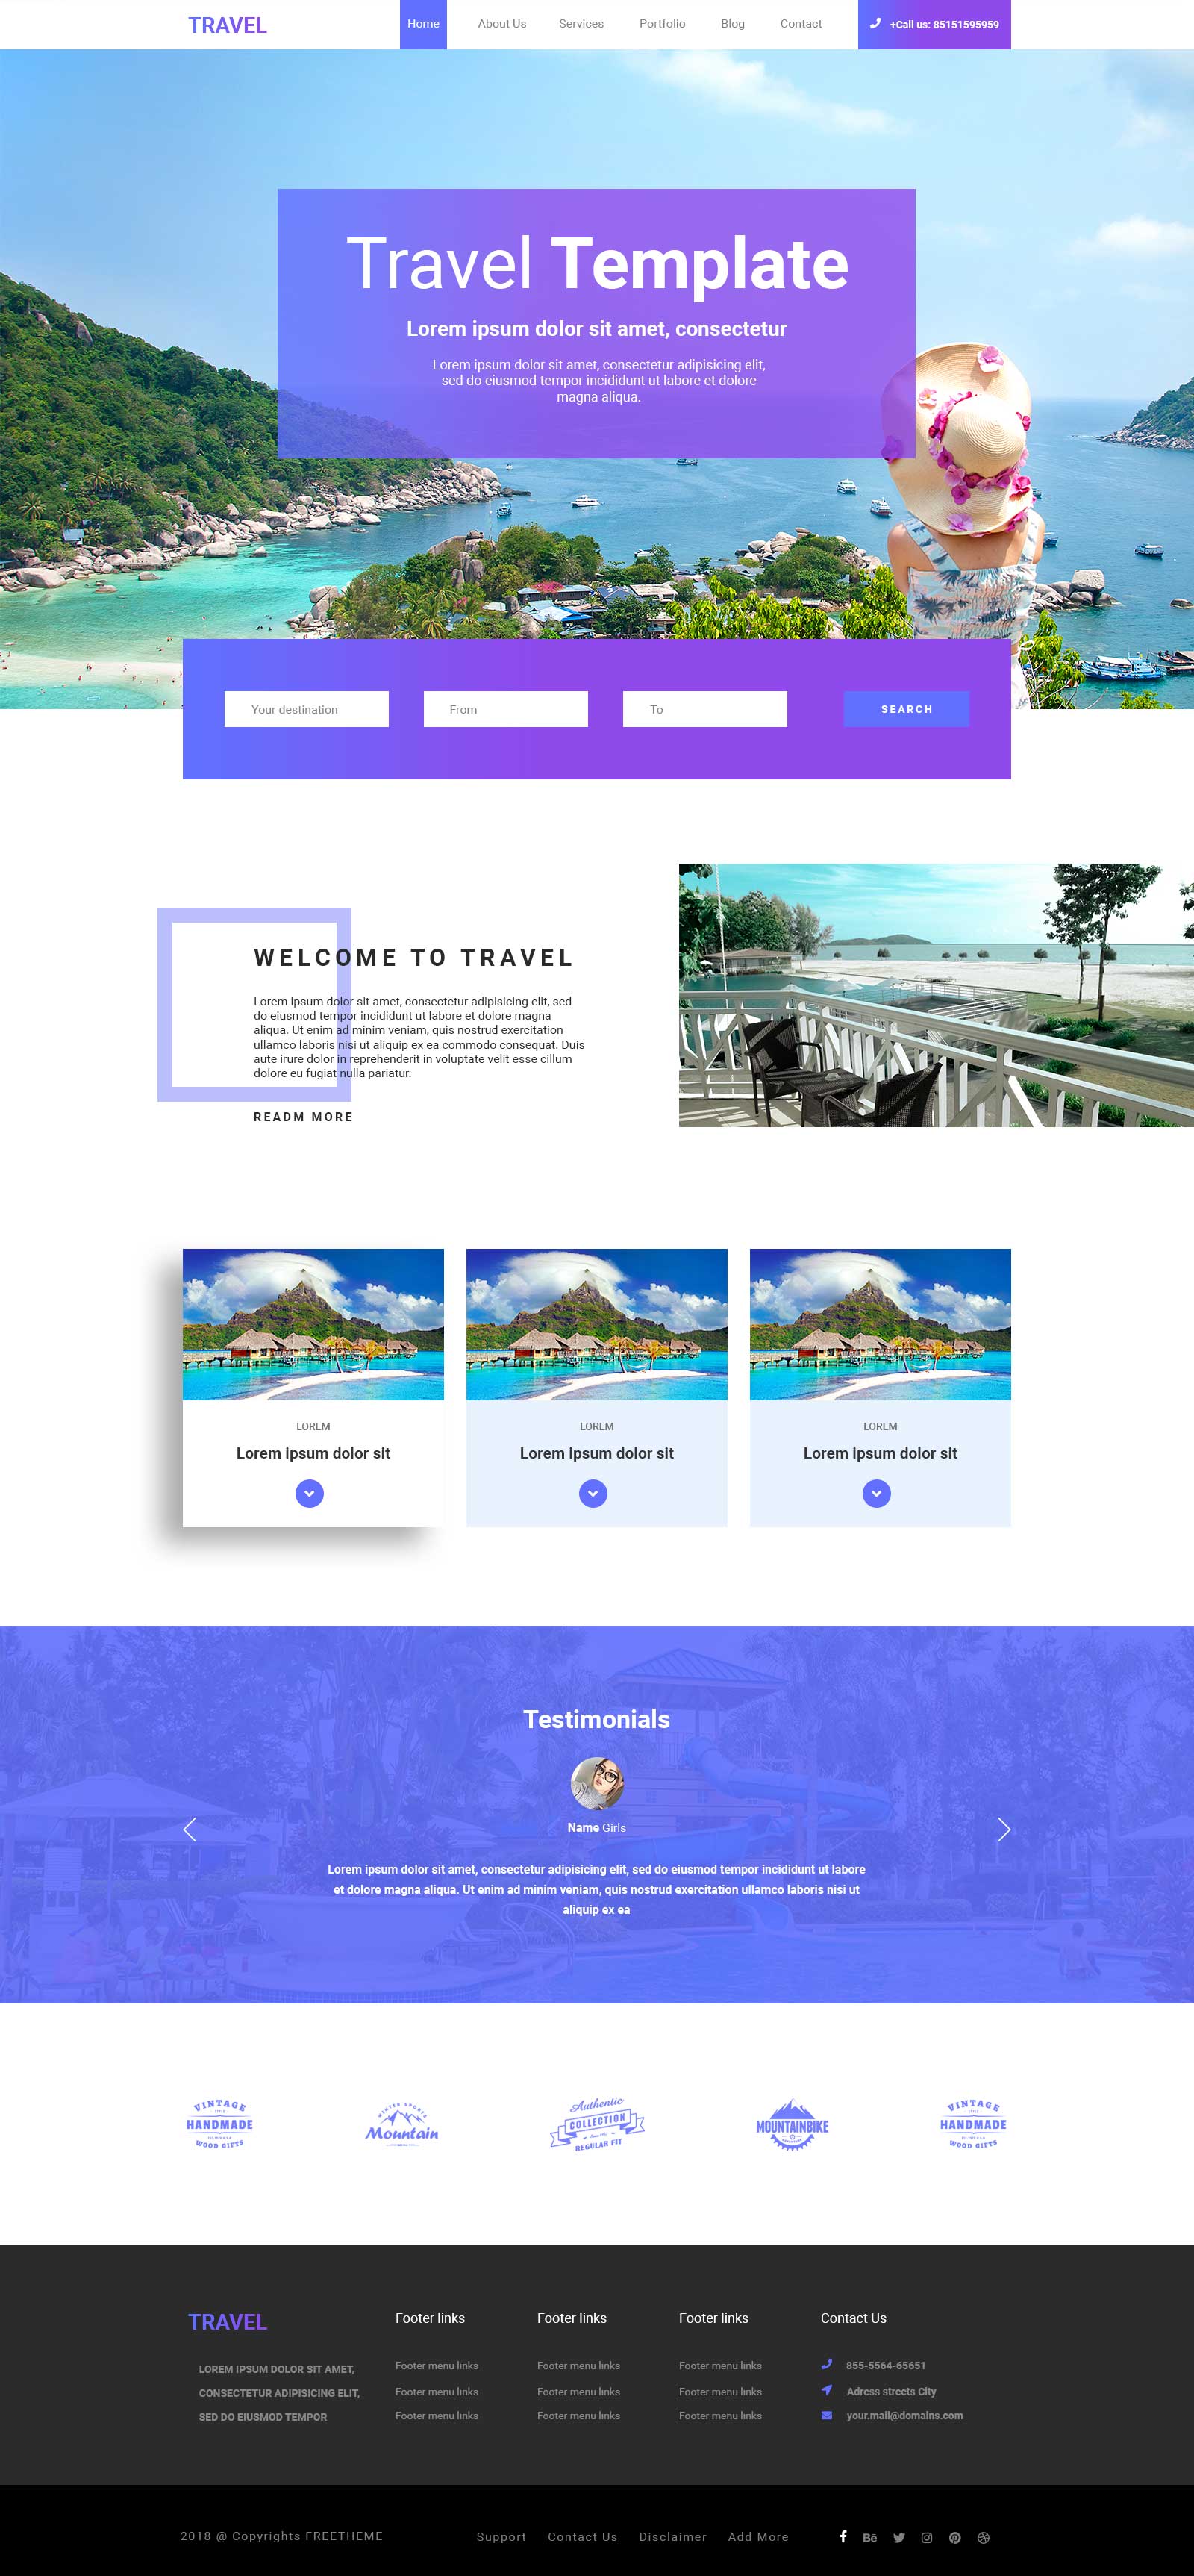 TRAVEL
Home About Us Services Portfolio Blog Contact
+Call us: 85151595959
Travel Template
Lorem ipsum dolor sit amet, consectetur
Lorem ipsum dolor sit amet, consectetur adipisicing elit,
sed do eiusmod tempor incididunt ut labore et dolore
magna aliqua.
Your destination From To SEARCH
WELCOME TO TRAVEL
Lorem ipsum dolor sit amet, consectetur adipisicing elit, sed
do eiusmod tempor incididunt ut labore et dolore magna
aliqua. Ut enim ad minim veniam, quis nostrud exercitation
ullamco laboris nisi ut aliquip ex ea commodo consequat. Duis
aute irure dolor in reprehenderit in voluptate velit esse cillum
dolore eu fugiat nulla pariatur.
READM MORE
LOREM
Lorem ipsum dolor sit
LOREM
Lorem ipsum dolor sit
LOREM
Lorem ipsum dolor sit
Testimonials
Name Girls
Lorem ipsum dolor sit amet, consectetur adipisicing elit, sed do eiusmod tempor incididunt ut labore
et dolore magna aliqua. Ut enim ad minim veniam, quis nostrud exercitation ullamco laboris nisi ut
aliquip ex ea
VINTAGE
HANDMADE
WOOD GIFTS
WINTER SPORTS
Mountain
Authentic
COLLECTION
REGULAR FIT
MOUNTAINBIKE
VINTAGE
HANDMADE
WOOD GIFTS
TRAVEL
LOREM IPSUM DOLOR SIT AMET,
CONSECTETUR ADIPISICING ELIT,
SED DO EIUSMOD TEMPOR
Footer links
Footer menu links
Footer menu links
Footer menu links
Footer links
Footer menu links
Footer menu links
Footer menu links
Footer links
Footer menu links
Footer menu links
Footer menu links
Contact Us
855-5564-65651
Adress streets City
your.mail@domains.com
2018 @ Copyrights FREETHEME
Support Contact Us Disclaimer Add More